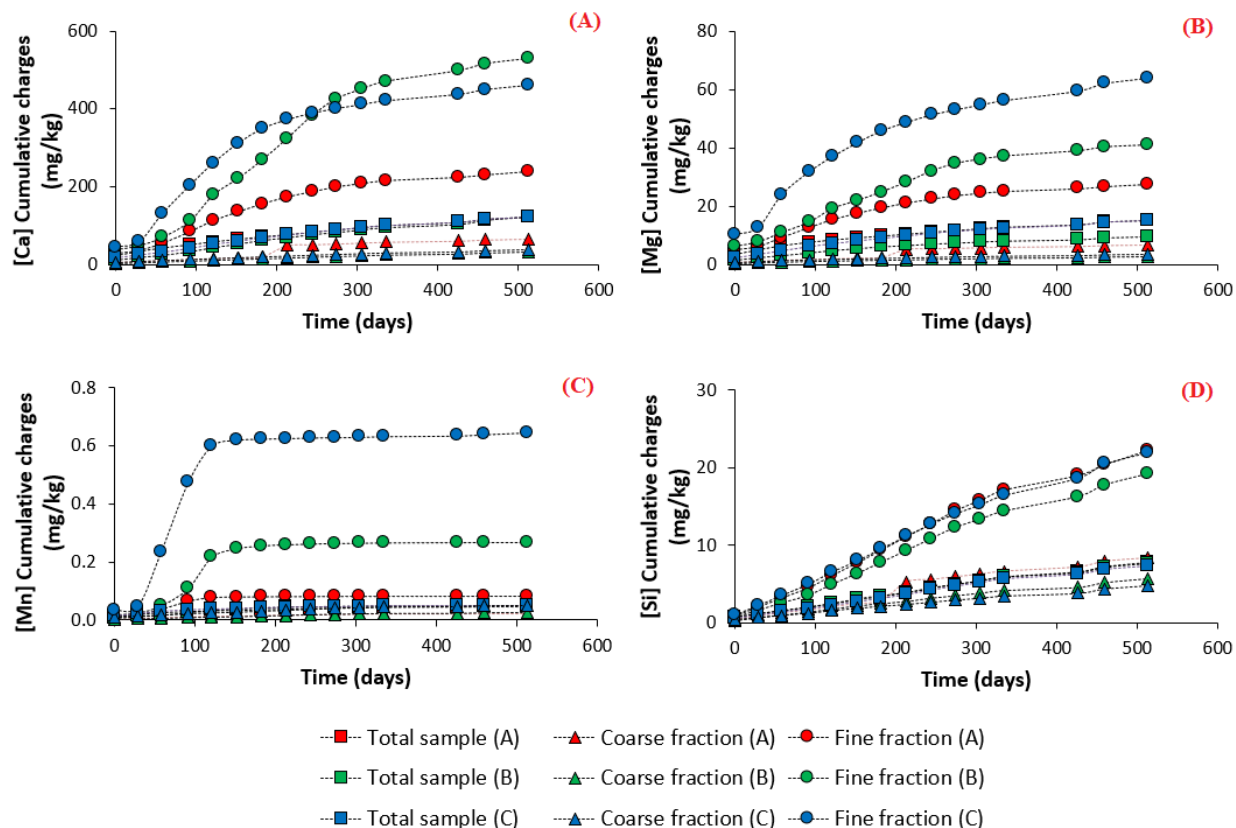 (A)
[Ca] Cumulative charges
(mg/kg)
600
400
200
0
0 100 200 300 400 500 600
Time (days)
(B)
[Mg] Cumulative charges
(mg/kg)
80
60
40
20
0
0 100 200 300 400 500 600
Time (days)
(C)
[Mn] Cumulative charges
(mg/kg)
0.8
0.6
0.4
0.2
0.0
0 100 200 300 400 500 600
Time (days)
(D)
[Si] Cumulative charges
(mg/kg)
30
20
10
0
0 100 200 300 400 500 600
Time (days)
Total sample (A) Coarse fraction (A) Fine fraction (A)
Total sample (B) Coarse fraction (B) Fine fraction (B)
Total sample (C) Coarse fraction (C) Fine fraction (C)